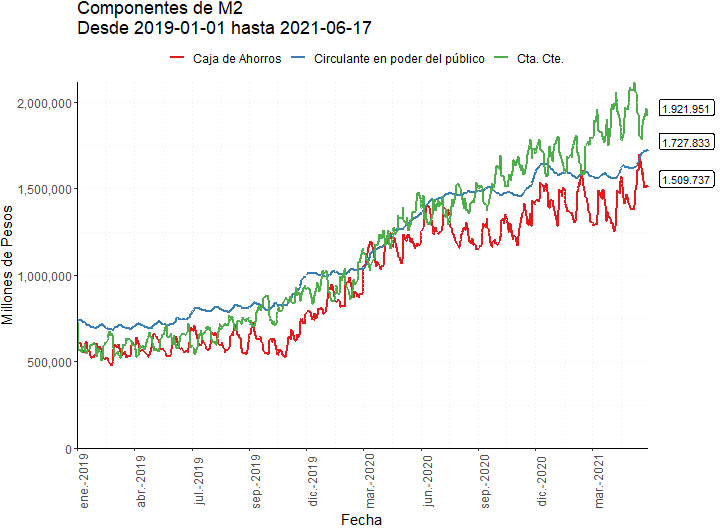 Componentes de M2
Desde 2019-01-01 hasta 2021-06-17
Caja de Ahorros Circulante en poder del público Cta. Cte.
Millones de Pesos
2,000,000
1,500,000
1,000,000
500,000
0
1.921.951
1.727.833
1.509.737
ene.-2019
abr.-2019
jul.-2019
sep.-2019
dic.-2019
mar.-2020
jun.-2020
sep.-2020
dic.-2020
mar.-2021
Fecha